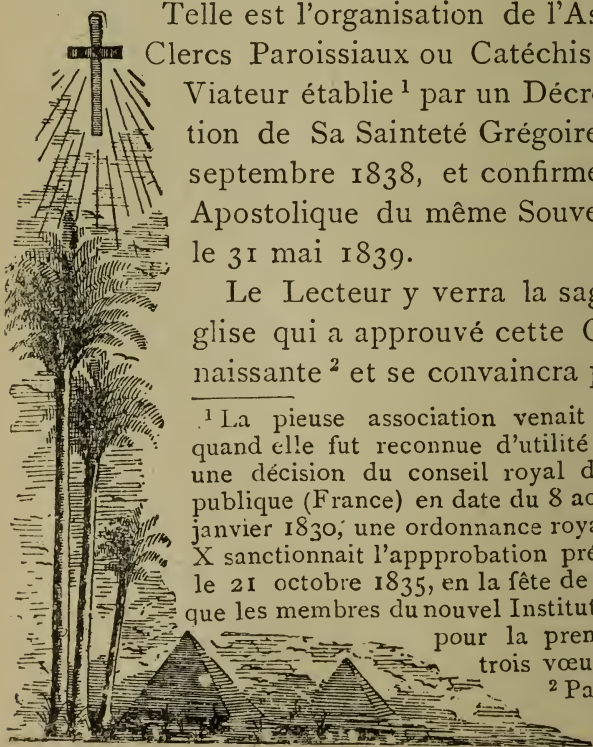 Telle est l'organisation de l'As
Clercs Paroissiaux ou Catéchis
Viateur établie ¹ par un Décr
tion de Sa Sainteté Grégoire
septembre 1838, et confirmé
Apostolique du même Souve
le 31 mai 1839.
Le Lecteur y verra la sag
glise qui a approuvé cette C
naissante ² et se convaincra
¹ La pieuse association venait
quand elle fut reconnue d'utilité
une décision du conseil royal d
publique (France) en date du 8 ao
janvier 1830, une ordonnance roya
X sanctionnait l'appprobation pré
le 21 octobre 1835, en la fête de
que les membres du nouvel Institut
pour la pren
trois vœu
² Pa